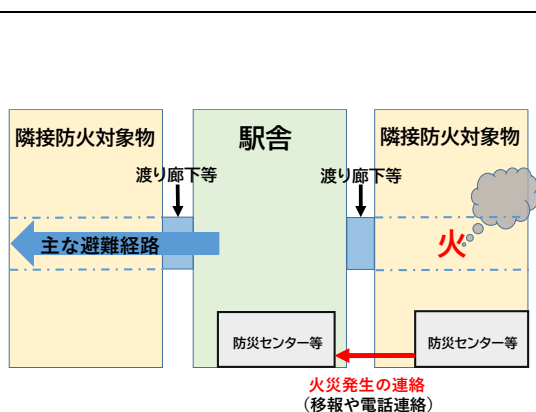 隣接防火対象物
駅舎
隣接防火対象物
渡り廊下等
渡り廊下等
主な避難経路
火
防災センター等
防災センター等
火災発生の連絡
（移報や電話連絡）